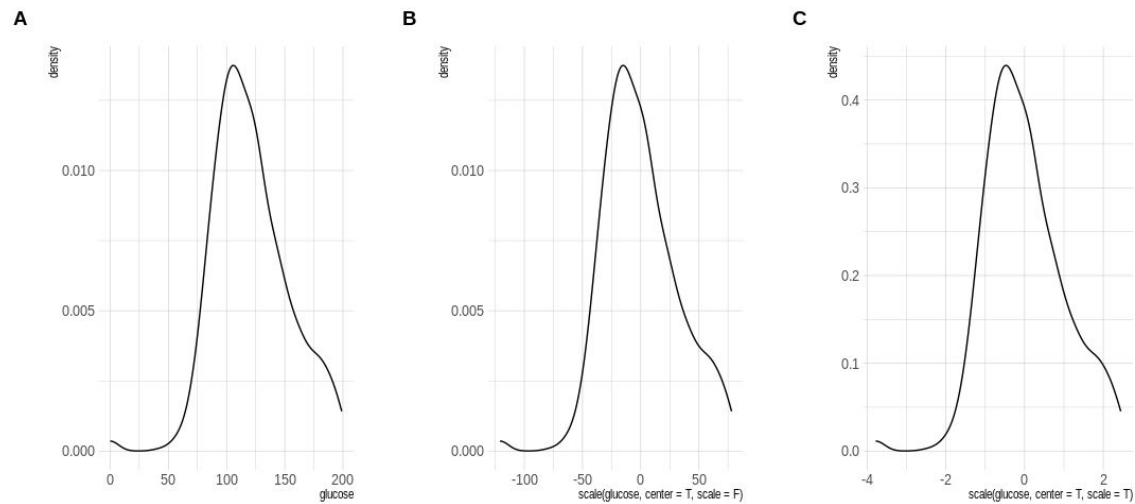 A
density
0.010
0.005
0.000
0
50
100
150
200
glucose
B
density
0.010
0.005
0.000
-100
-50
0
50
scale(glucose, center = T, scale = F)
C
density
0.4
0.3
0.2
0.1
0.0
-4
-2
0
2
scale(glucose, center = T, scale = T)